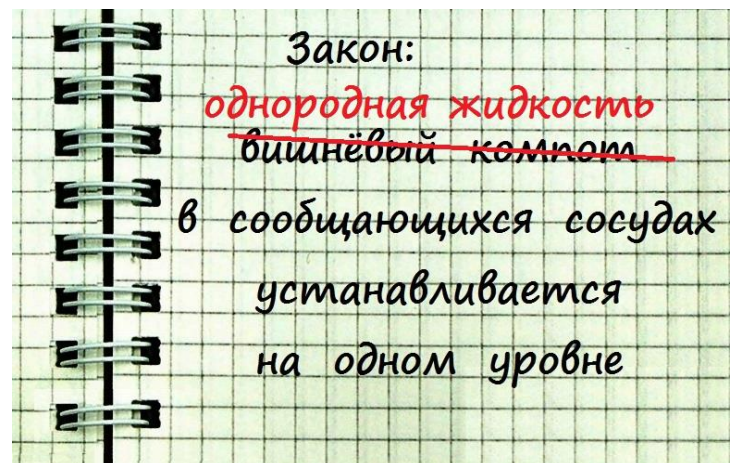 Закон:
однородная жидкость
вишнёвый компот
в сообщающихся сосудах
устанавливается
на одном уровне